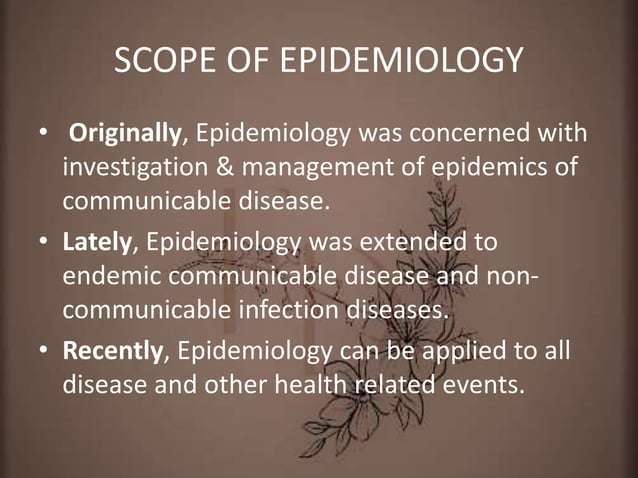 SCOPE OF EPIDEMIOLOGY
• Originally, Epidemiology was concerned with
investigation & management of epidemics of
communicable disease.
• Lately, Epidemiology was extended to
endemic communicable disease and non-
communicable infection diseases.
• Recently, Epidemiology can be applied to all
disease and other health related events.